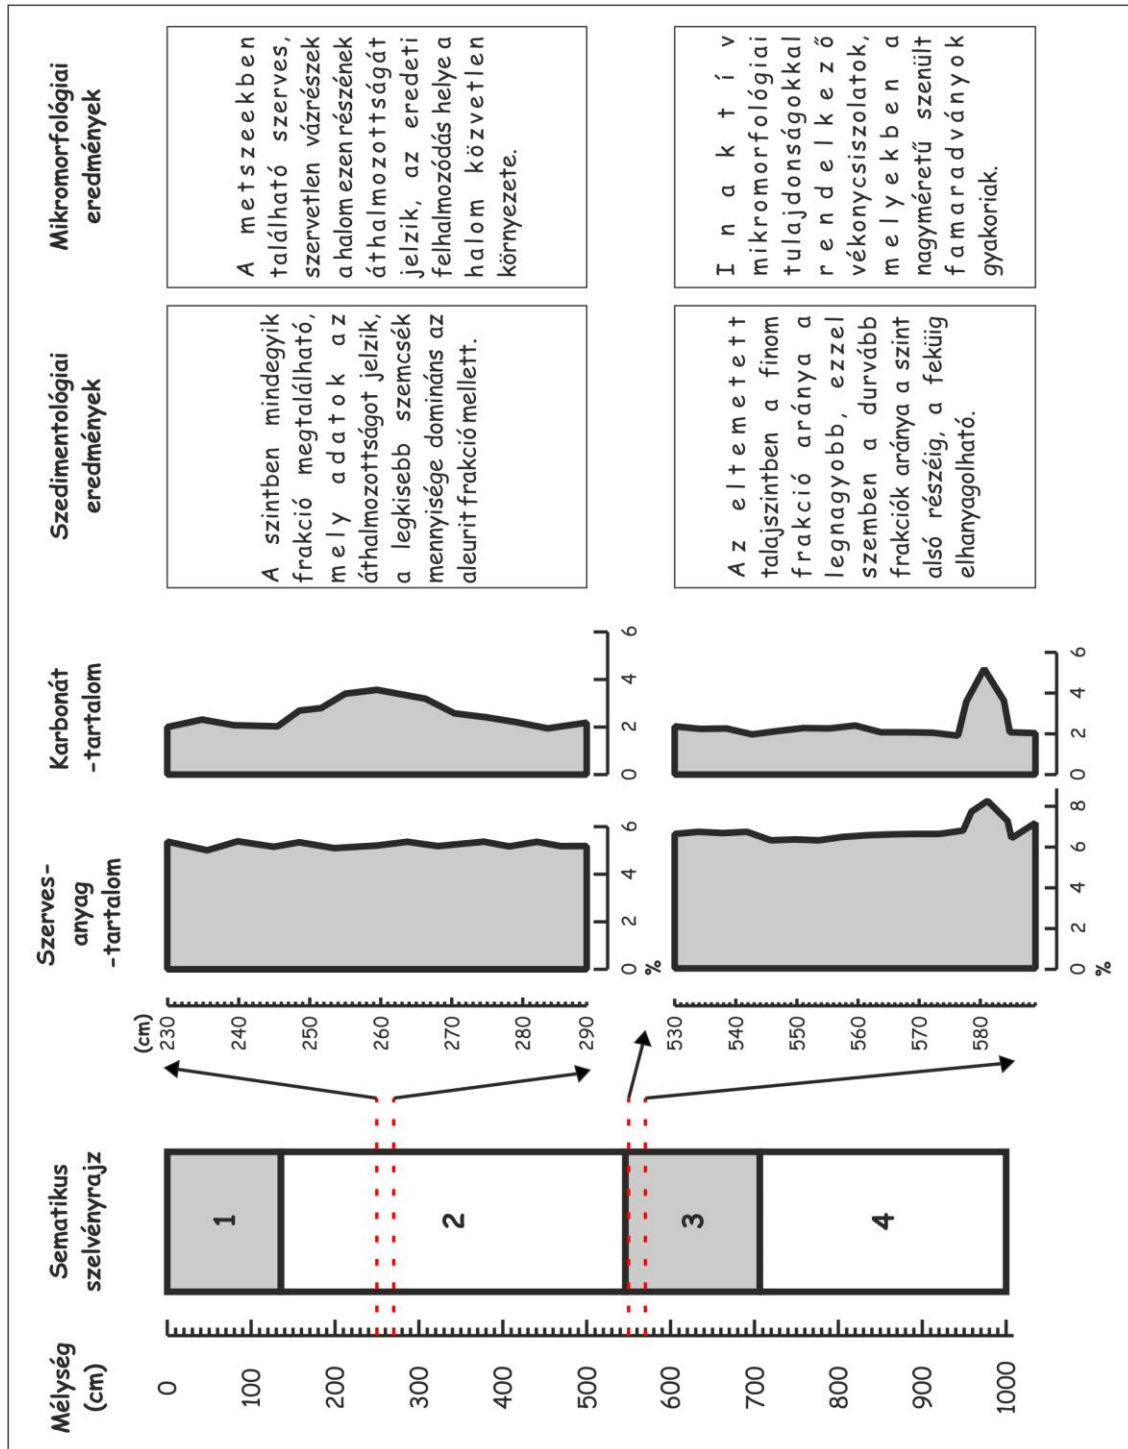 Mélység
(cm)
0
100
200
300
400
500
600
700
800
900
1000
Sematikus
szelvényrajz
1
2
3
4
(cm)
230
240
250
260
270
280
290
530
540
550
560
570
580
Szerves-
anyag
-tartalom
0
2
4
6
%
0
2
4
6
8
%
Karbonát
-tartalom
0
2
4
6
0
2
4
6
Szedimentológiai
eredmények
A szintben mindegyik
frakció megtalálható,
mely adatok az
áthalmozottságot jelzik,
a legkisebb szemcsék
mennyisége domináns az
aleurit frakció mellett.
Az eltemetett
talajszintben a finom
frakció aránya a
legnagyobb, ezzel
szemben a durvább
frakciók aránya a szint
alsó részéig, a feküig
elhanyagolható.
Mikromorfológiai
eredmények
A metszeekben
található szerves,
szervetlen vázrészek
a halom ezen részének
áthalmozottságát
jelzik, az eredeti
felhalmozódás helye a
halom közvetlen
környezete.
Inaktív
mikromorfológiai
tulajdonságokkal
rendelkező
vékonycsiszolatok,
melyekben a
nagyméretű szenült
famaradványok
gyakoriak.